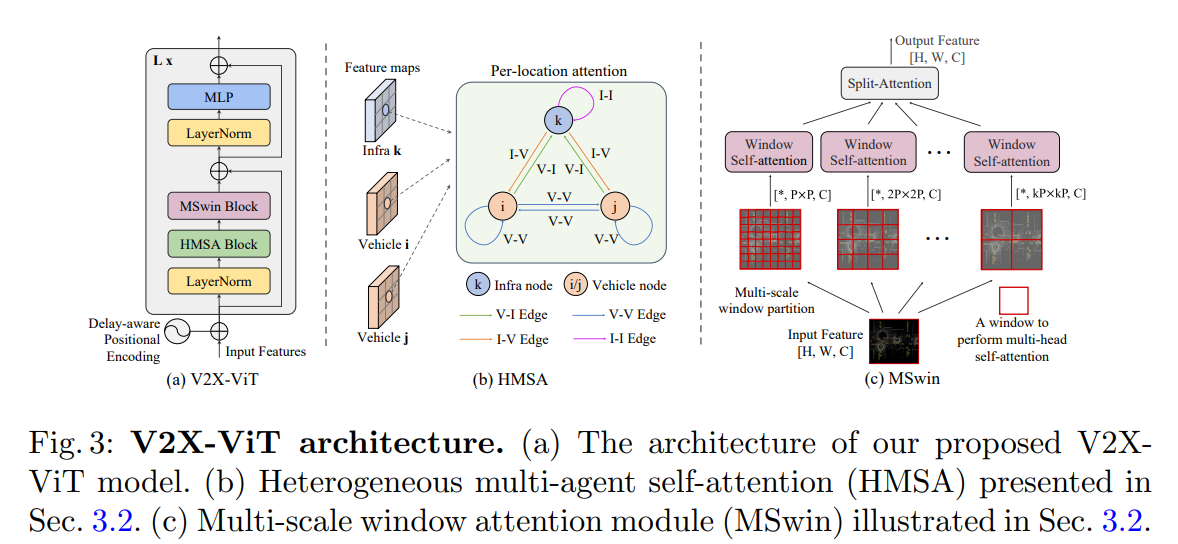 L x
MLP
LayerNorm
MSwin Block
HMSA Block
LayerNorm
Delay-aware
Positional
Encoding
Input Features
(a) V2X-ViT
Feature maps
Infra k
Vehicle i
Vehicle j
Per-location attention
I-I
k
I-V
I-V
V-I
V-I
i
V-V
j
V-V
V-V
V-V
k
Infra node
i/j
Vehicle node
V-I Edge
V-V Edge
I-V Edge
I-I Edge
(b) HMSA
Output Feature
[H, W, C]
Split-Attention
Window
Self-attention
Window
Self-attention
...
Window
Self-attention
[*, P×P, C]
[*, 2P×2P, C]
[*, kP×kP, C]
...
Multi-scale
window partition
Input Feature
[H, W, C]
A window to
perform multi-head
self-attention
(c) MSwin
Fig. 3: V2X-ViT architecture. (a) The architecture of our proposed V2X-
ViT model. (b) Heterogeneous multi-agent self-attention (HMSA) presented in
Sec. 3.2. (c) Multi-scale window attention module (MSwin) illustrated in Sec. 3.2.